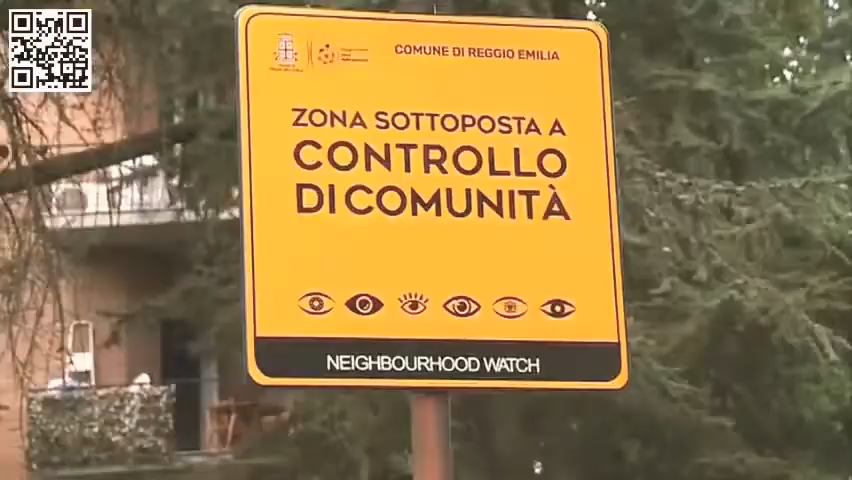 COMUNE DI REGGIO EMILIA
ZONA SOTTOPOSTA A
CONTROLLO
DI COMUNITÀ
NEIGHBOURHOOD WATCH